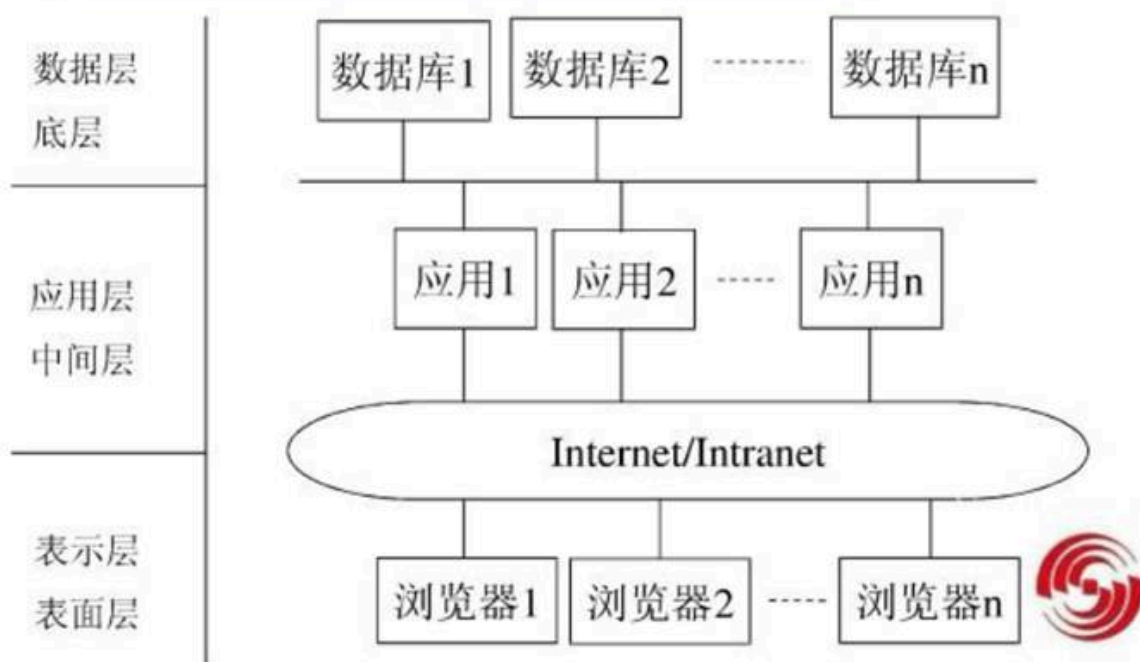 数据层
底层
数据库1 数据库2 数据库n
应用层
中间层
应用1 应用2 应用n
Internet/Intranet
表示层
表面层
浏览器1 浏览器2 浏览器n